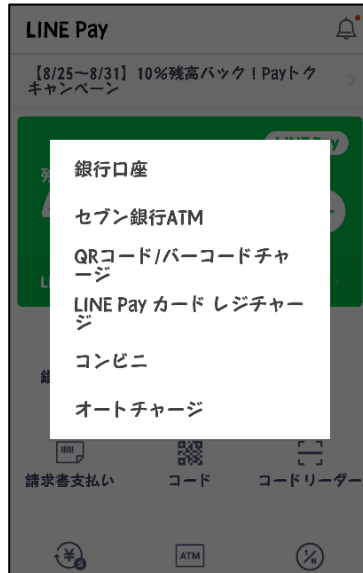 LINE Pay
【8/25～8/31】10%残高バック！Payトク
キャンペーン
銀行口座
セブン銀行ATM
QRコード/バーコードチャ
ージ
LINE Pay カード レジチャー
ジ
コンビニ
オートチャージ
請求書支払い
コード
コードリーダー
ATM